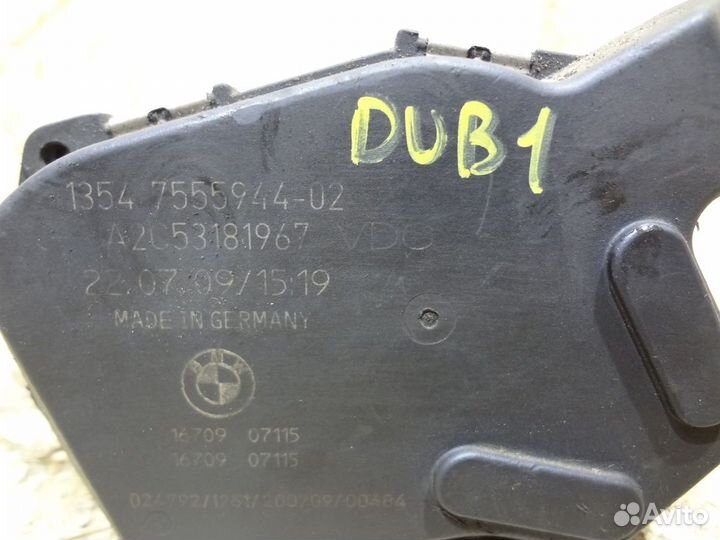 DUB1
1354 7555944-02
A2C53181967 VDO
22.07.09/15:19
MADE IN GERMANY
BMW
16709 07115
16709 07115
Avito